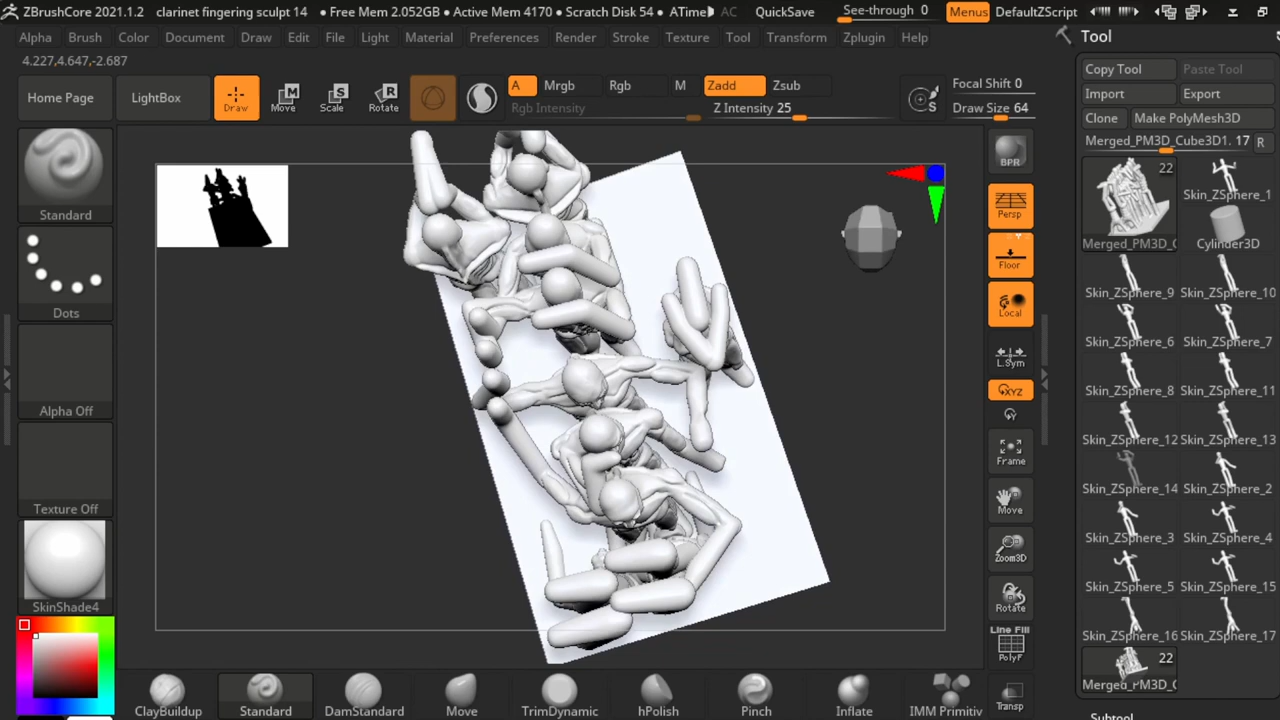 ZBrushCore 2021.1.2 clarinet fingering sculpt 14 • Free Mem 2.052GB • Active Mem 4170 • Scratch Disk 54 • ATime AC QuickSave See-through 0 Menus DefaultZScript
Alpha Brush Color Document Draw Edit File Light Material Preferences Render Stroke Texture Tool Transform Zplugin Help
Tool
4.227,4.647,-2.687
Home Page LightBox Draw Move Scale Rotate
M S R
A Mrgb Rgb M Zadd Zsub
Rgb Intensity Z Intensity 25
S
Focal Shift 0
Draw Size 64
Copy Tool Paste Tool
Import Export
Clone Make PolyMesh3D
Merged_PM3D_Cube3D1. 17 R
22
Skin_ZSphere_1
Merged_PM3D_C Cylinder3D
Skin_ZSphere_9 Skin_ZSphere_10
Skin_ZSphere_6 Skin_ZSphere_7
Skin_ZSphere_8 Skin_ZSphere_11
Skin_ZSphere_12 Skin_ZSphere_13
Skin_ZSphere_14 Skin_ZSphere_2
Skin_ZSphere_3 Skin_ZSphere_4
Skin_ZSphere_5 Skin_ZSphere_15
Skin_ZSphere_16 Skin_ZSphere_17
22
Merged_PM3D_C
Subtool
Standard
Dots
Alpha Off
Texture Off
SkinShade4
BPR
Persp
Floor
Local
L.Sym
XYZ
Frame
Move
Zoom3D
Rotate
Line Fill
PolyF
Transp
ClayBuildup Standard DamStandard Move TrimDynamic hPolish Pinch Inflate IMM Primitiv